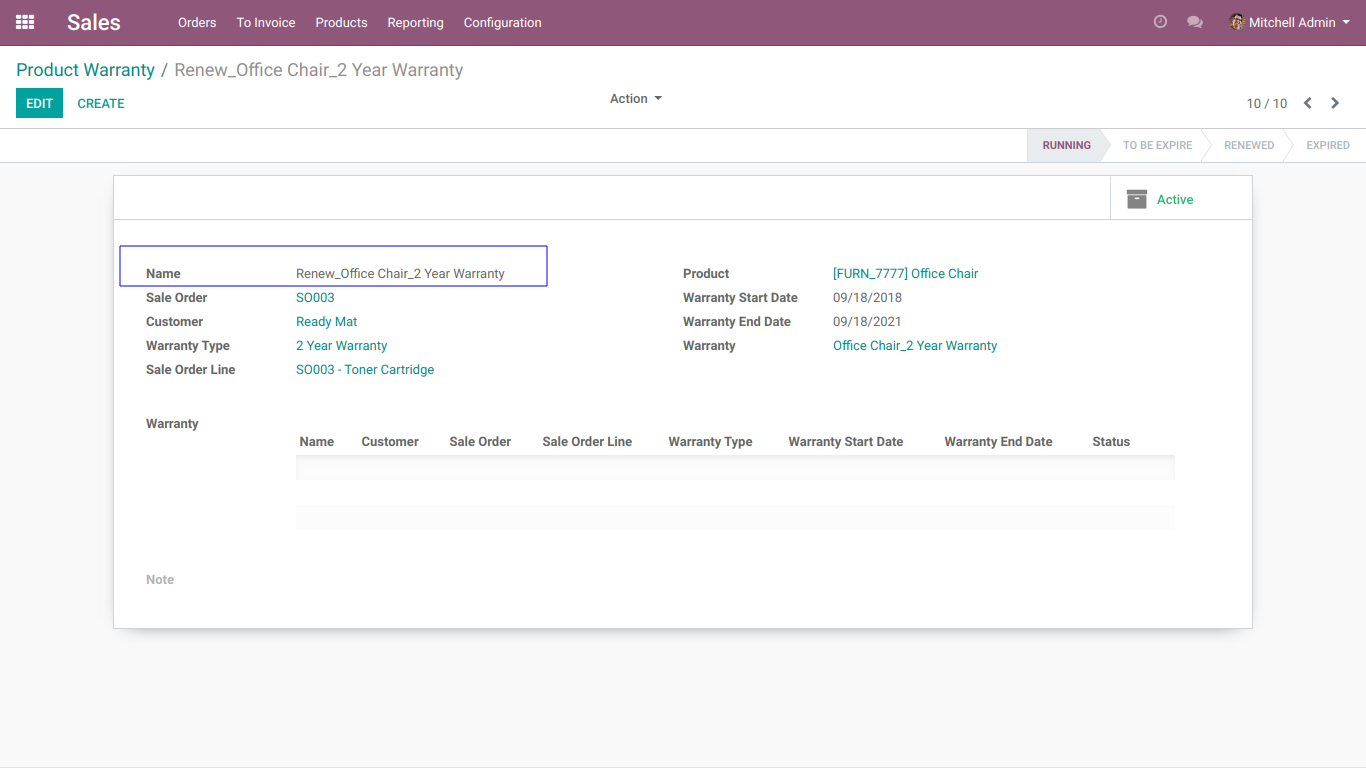 Sales Orders To Invoice Products Reporting Configuration Mitchell Admin
Product Warranty / Renew_Office Chair_2 Year Warranty
EDIT CREATE Action 10 / 10
RUNNING TO BE EXPIRE RENEWED EXPIRED
Active
Name Renew_Office Chair_2 Year Warranty Product [FURN_7777] Office Chair
Sale Order SO003 Warranty Start Date 09/18/2018
Customer Ready Mat Warranty End Date 09/18/2021
Warranty Type 2 Year Warranty Warranty Office Chair_2 Year Warranty
Sale Order Line SO003 - Toner Cartridge
Warranty
Name Customer Sale Order Sale Order Line Warranty Type Warranty Start Date Warranty End Date Status
Note